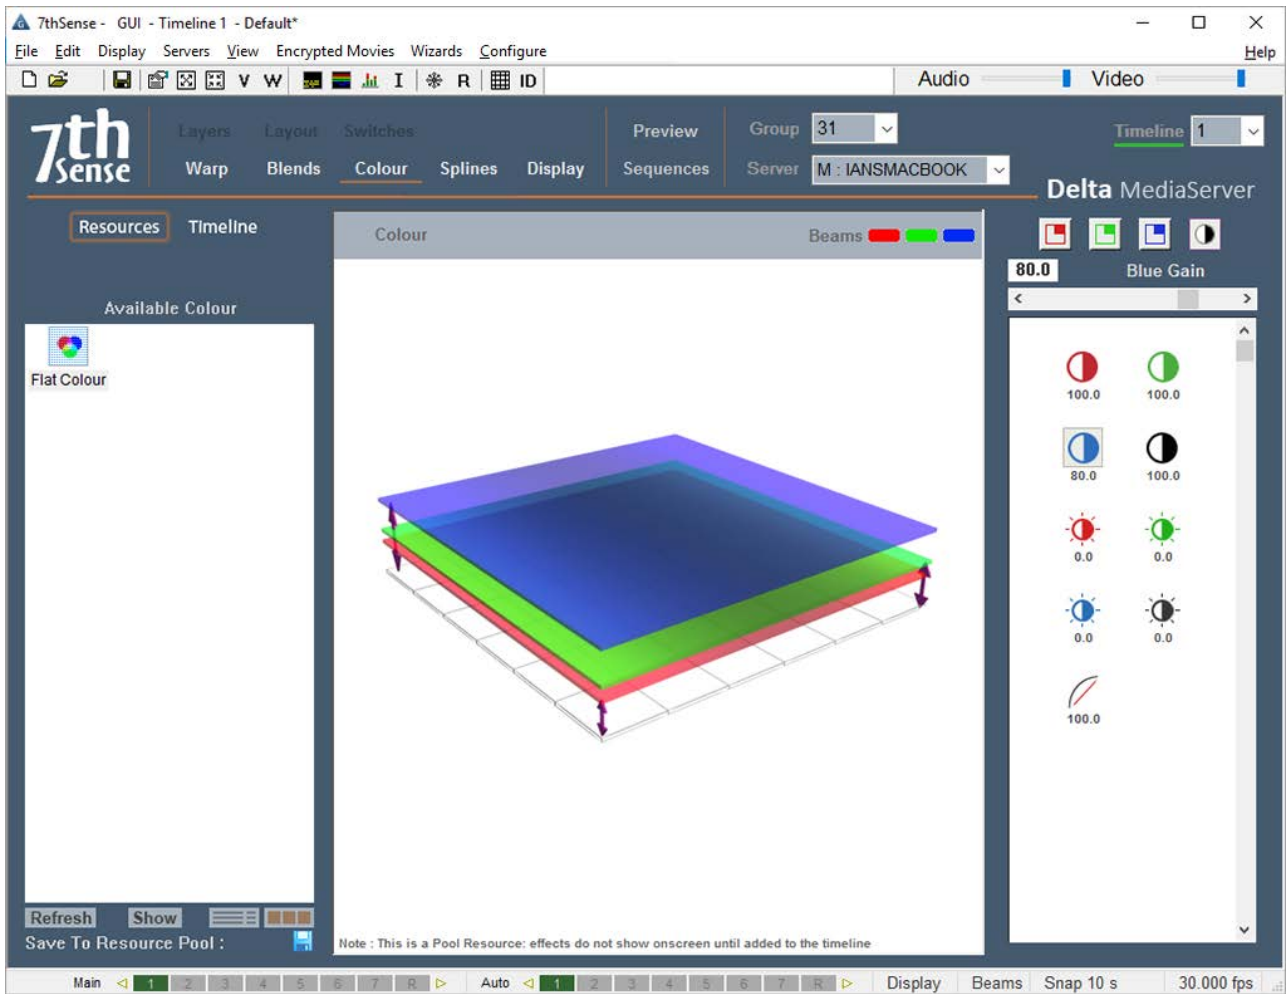 7thSense - GUI - Timeline 1 - Default*
File Edit Display Servers View Encrypted Movies Wizards Configure Help
V W I R ID Audio Video
7th Sense
Layers Layout Switches Preview Group 31 Timeline 1
Warp Blends Colour Splines Display Sequences Server M : IANSMACBOOK
Delta MediaServer
Resources Timeline
Colour Beams
80.0 Blue Gain
Available Colour
Flat Colour
100.0 100.0
80.0 100.0
0.0 0.0
0.0 0.0
100.0
Refresh Show
Save To Resource Pool :
Note : This is a Pool Resource: effects do not show onscreen until added to the timeline
Main 1 2 3 4 5 6 7 R Auto 1 2 3 4 5 6 7 R Display Beams Snap 10 s 30.000 fps